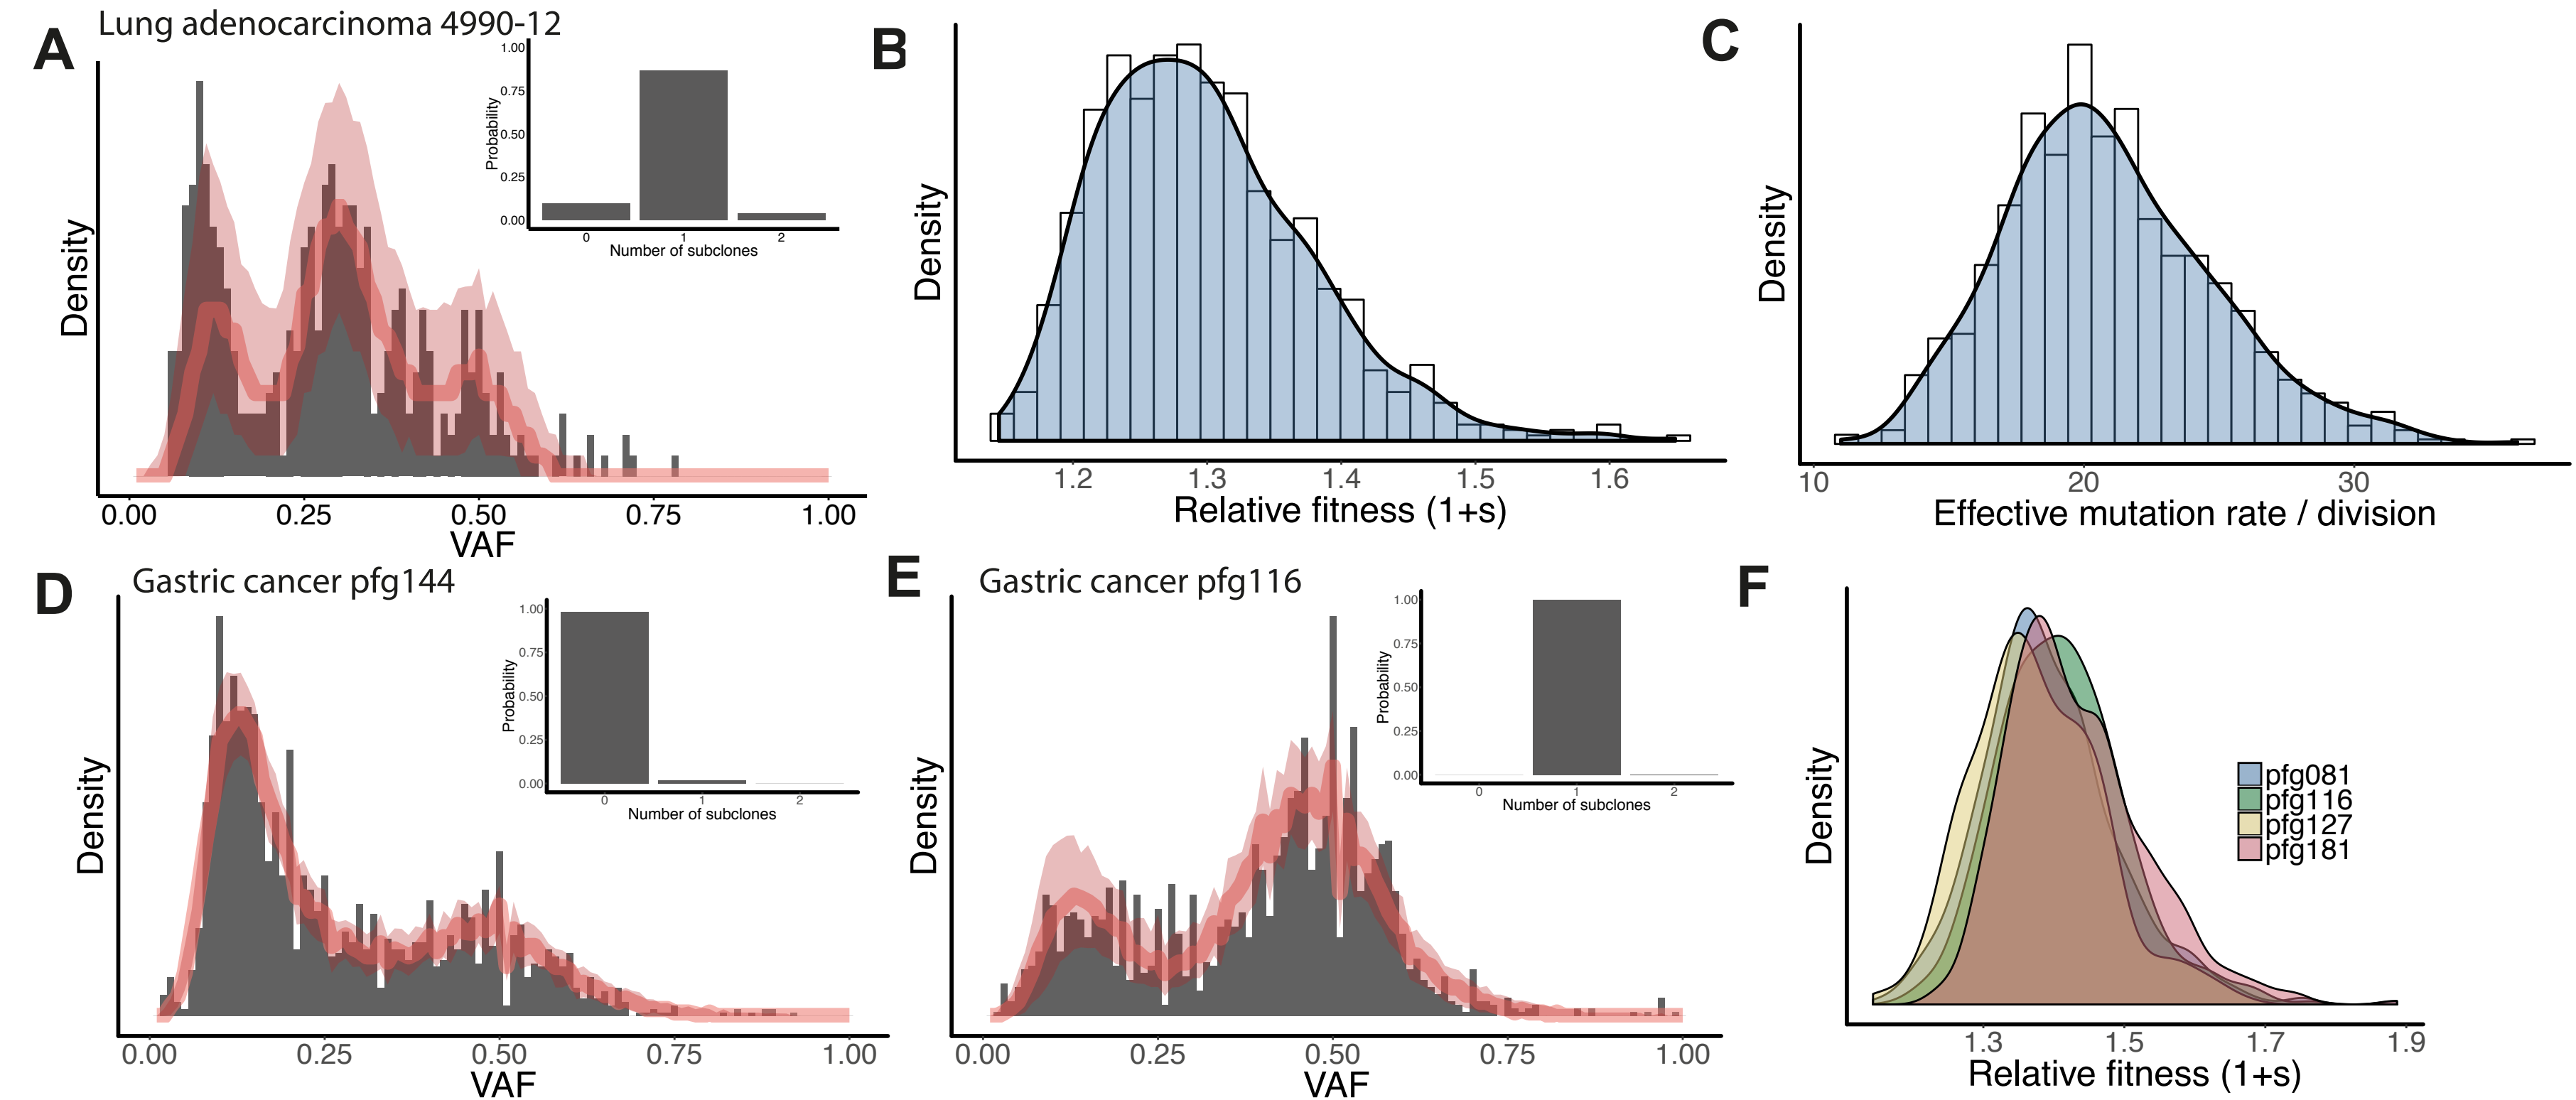 A
Lung adenocarcinoma 4990-12
Density
0.00 0.25 0.50 0.75 1.00
VAF
Probability
1.00
0.75
0.50
0.25
0.00
0 1 2
Number of subclones
B
Density
1.2 1.3 1.4 1.5 1.6
Relative fitness (1+s)
C
Density
10 20 30
Effective mutation rate / division
D
Gastric cancer pfg144
Density
0.00 0.25 0.50 0.75 1.00
VAF
Probability
1.00
0.75
0.50
0.25
0.00
0 1 2
Number of subclones
E
Gastric cancer pfg116
Density
0.00 0.25 0.50 0.75 1.00
VAF
Probability
1.00
0.75
0.50
0.25
0.00
0 1 2
Number of subclones
F
Density
pfg081
pfg116
pfg127
pfg181
1.3 1.5 1.7 1.9
Relative fitness (1+s)